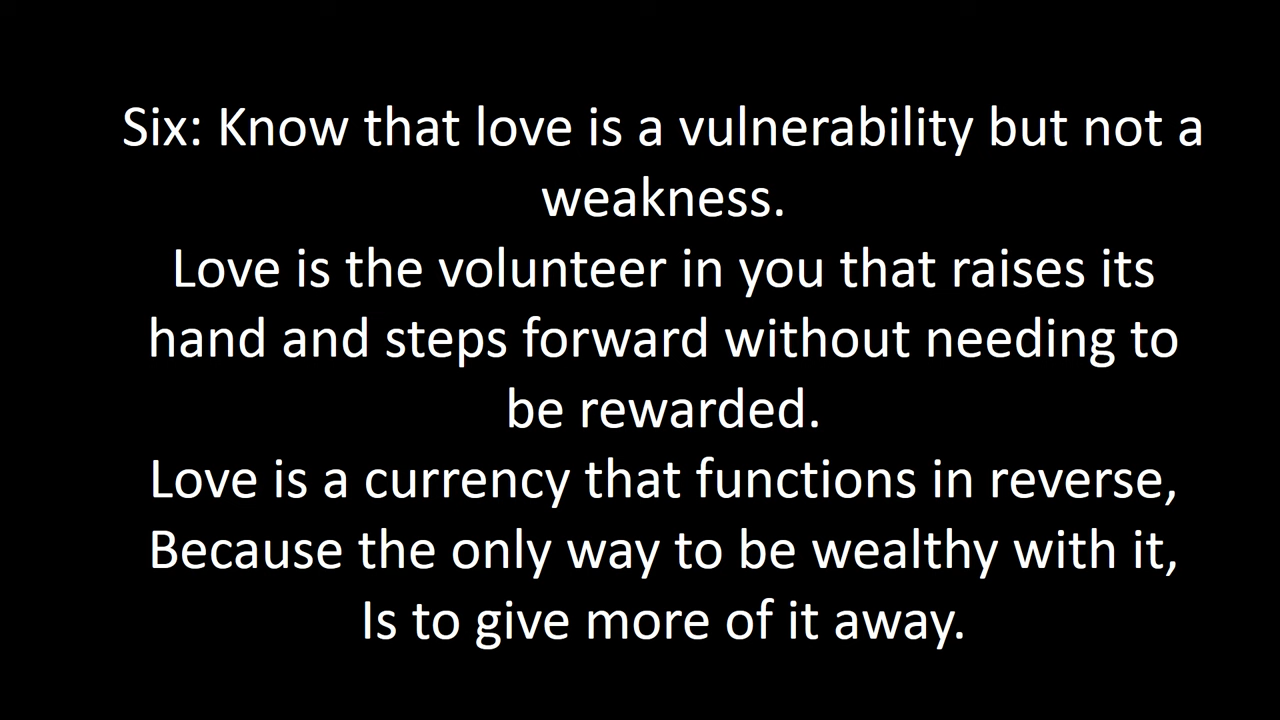 Six: Know that love is a vulnerability but not a
weakness.
Love is the volunteer in you that raises its
hand and steps forward without needing to
be rewarded.
Love is a currency that functions in reverse,
Because the only way to be wealthy with it,
Is to give more of it away.